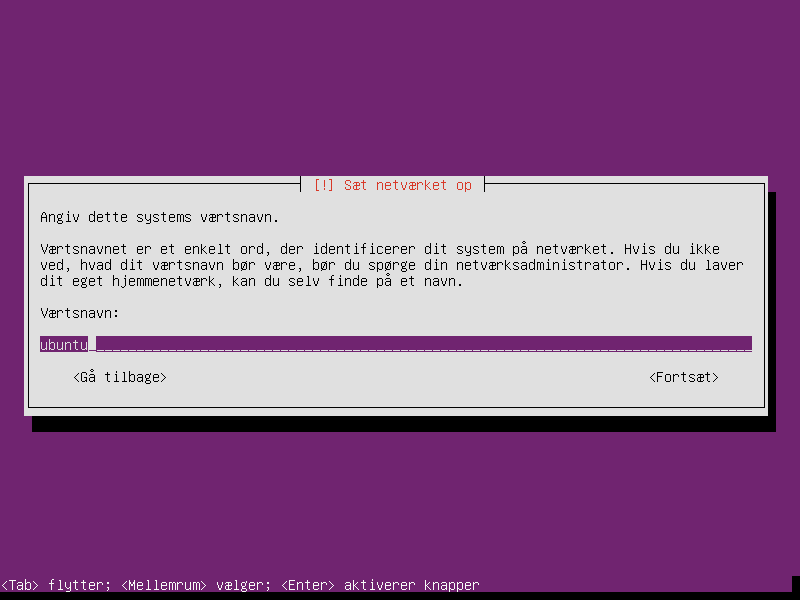 [!] Sæt netværket op
Angiv dette systems værtsnavn.
Værtsnavnet er et enkelt ord, der identificerer dit system på netværket. Hvis du ikke
ved, hvad dit værtsnavn bør være, bør du spørge din netværksadministrator. Hvis du laver
dit eget hjemmenetværk, kan du selv finde på et navn.
Værtsnavn:
ubuntu
<Gå tilbage> <Fortsæt>
<Tab> flytter; <Mellemrum> vælger; <Enter> aktiverer knapper